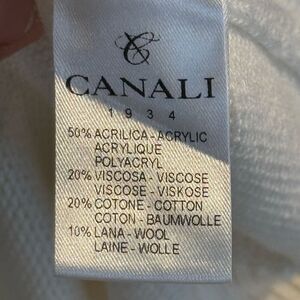 CANALI
1934
50% ACRILICA - ACRYLIC
ACRYLIQUE
POLYACRYL
20% VISCOSA - VISCOSE
VISCOSE - VISKOSE
20% COTONE - COTTON
COTON - BAUMWOLLE
10% LANA - WOOL
LAINE - WOLLE